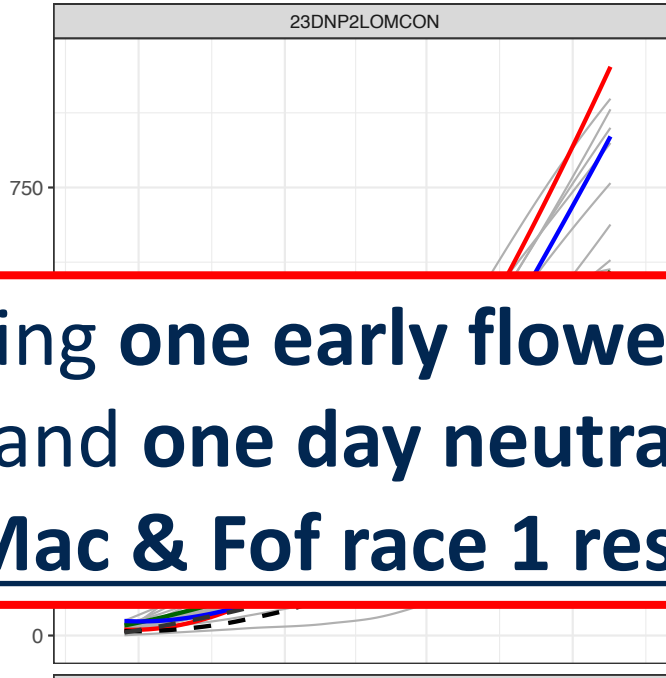 23DNP2LOMCON
750
ing one early flowe
and one day neutra
Mac & Fof race 1 res
0